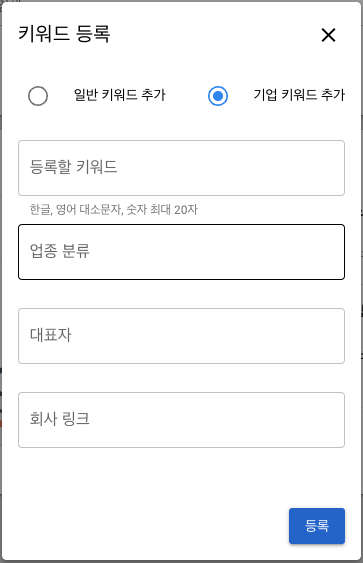 키워드 등록
일반 키워드 추가
기업 키워드 추가
등록할 키워드
한글, 영어 대소문자, 숫자 최대 20자
업종 분류
대표자
회사 링크
등록